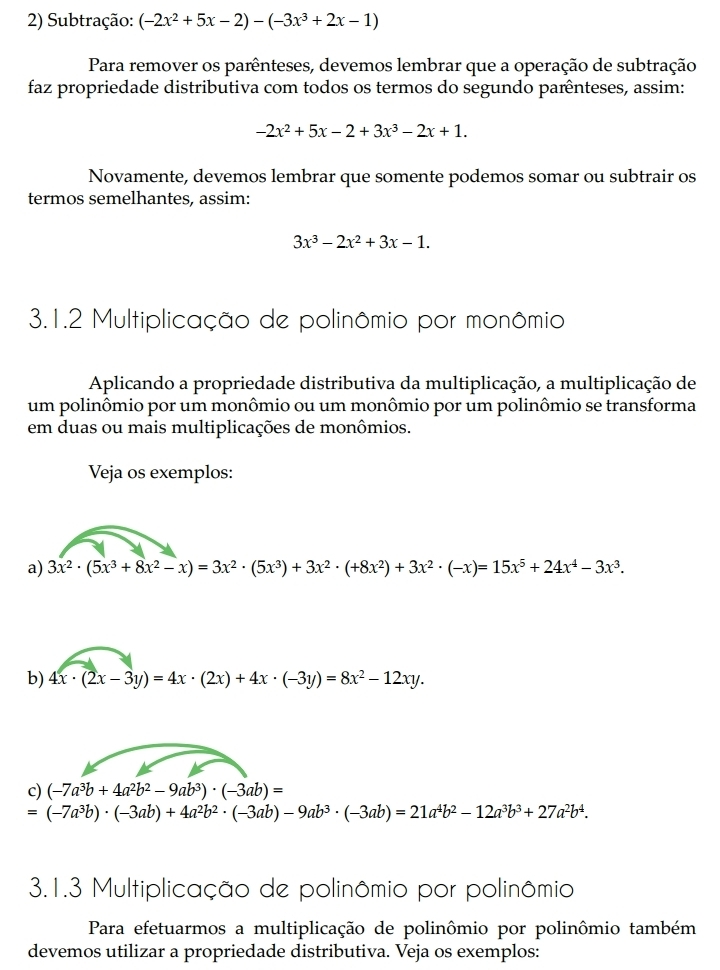 2) Subtração: (−2x² + 5x − 2) − (−3x³ + 2x − 1)
Para remover os parênteses, devemos lembrar que a operação de subtração
faz propriedade distributiva com todos os termos do segundo parênteses, assim:
−2x² + 5x − 2 + 3x³ − 2x + 1.
Novamente, devemos lembrar que somente podemos somar ou subtrair os
termos semelhantes, assim:
3x³ − 2x² + 3x − 1.
3.1.2 Multiplicação de polinômio por monômio
Aplicando a propriedade distributiva da multiplicação, a multiplicação de
um polinômio por um monômio ou um monômio por um polinômio se transforma
em duas ou mais multiplicações de monômios.
Veja os exemplos:
a) 3x² · (5x³ + 8x² − x) = 3x² · (5x³) + 3x² · (+8x²) + 3x² · (−x)= 15x⁵ + 24x⁴ − 3x³.
b) 4x · (2x − 3y) = 4x · (2x) + 4x · (−3y) = 8x² − 12xy.
c) (−7a³b + 4a²b² − 9ab³) · (−3ab) =
= (−7a³b) · (−3ab) + 4a²b² · (−3ab) − 9ab³ · (−3ab) = 21a⁴b² − 12a³b³ + 27a²b⁴.
3.1.3 Multiplicação de polinômio por polinômio
Para efetuarmos a multiplicação de polinômio por polinômio também
devemos utilizar a propriedade distributiva. Veja os exemplos: